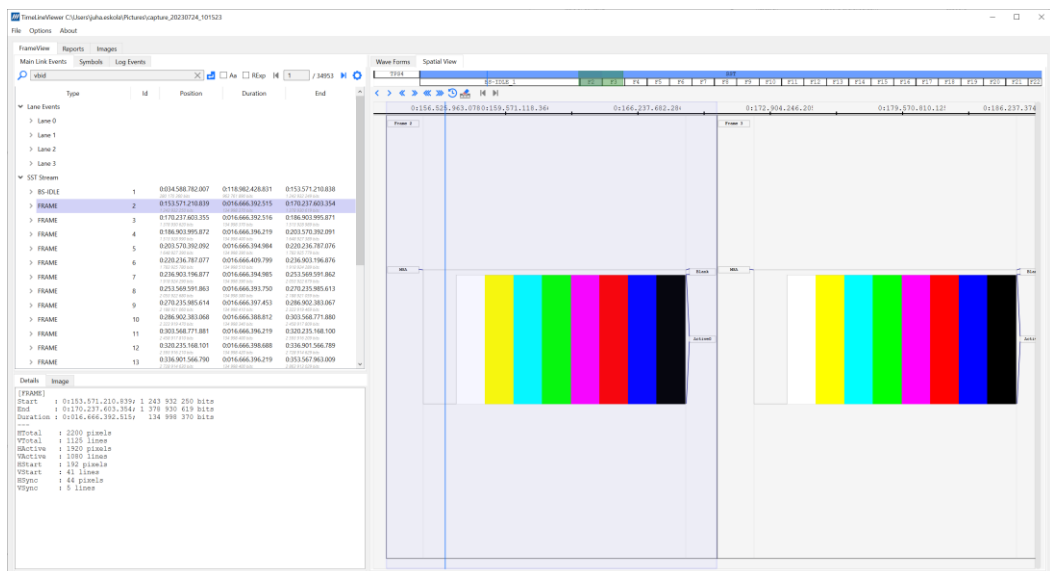 TimeLineViewer C:\Users\juha.eskola\Pictures\capture_20230724_101523
File Options About
FrameView Reports Images
Main Link Events Symbols Log Events
vbid Aa RExp 1 / 34953
Type Id Position Duration End
Lane Events
Lane 0
Lane 1
Lane 2
Lane 3
SST Stream
BS-IDLE 1 0:034.588.782.007 0:118.982.428.831 0:153.571.210.838
FRAME 2 0:153.571.210.839 0:016.666.392.515 0:170.237.603.354
FRAME 3 0:170.237.603.355 0:016.666.392.516 0:186.903.995.871
FRAME 4 0:186.903.995.872 0:016.666.396.219 0:203.570.392.091
FRAME 5 0:203.570.392.092 0:016.666.394.984 0:220.236.787.076
FRAME 6 0:220.236.787.077 0:016.666.409.799 0:236.903.196.876
FRAME 7 0:236.903.196.877 0:016.666.394.985 0:253.569.591.862
FRAME 8 0:253.569.591.863 0:016.666.393.750 0:270.235.985.613
FRAME 9 0:270.235.985.614 0:016.666.397.453 0:286.902.383.067
FRAME 10 0:286.902.383.068 0:016.666.388.812 0:303.568.771.880
FRAME 11 0:303.568.771.881 0:016.666.396.219 0:320.235.168.100
FRAME 12 0:320.235.168.101 0:016.666.398.688 0:336.901.566.789
FRAME 13 0:336.901.566.790 0:016.666.396.219 0:353.567.963.009
Details Image
[FRAME]
Start : 0:153.571.210.839; 1 243 932 250 bits
End : 0:170.237.603.354; 1 378 930 619 bits
Duration : 0:016.666.392.515; 134 998 370 bits
---
HTotal : 2200 pixels
VTotal : 1125 lines
HActive : 1920 pixels
VActive : 1080 lines
HStart : 192 pixels
VStart : 41 lines
HSync : 44 pixels
VSync : 5 lines
Wave Forms Spatial View
SST
BS-IDLE 1 F2 F3 F4 F5 F6 F7 F8 F9 F10 F11 F12 F13 F14 F15 F16 F17 F18 F19 F20 F21 F22
0:159.571.118.36 0:166.237.682.28 0:172.904.246.20 0:179.570.810.12 0:186.237.374
Frame 2 Frame 3
MSA Blank MSA